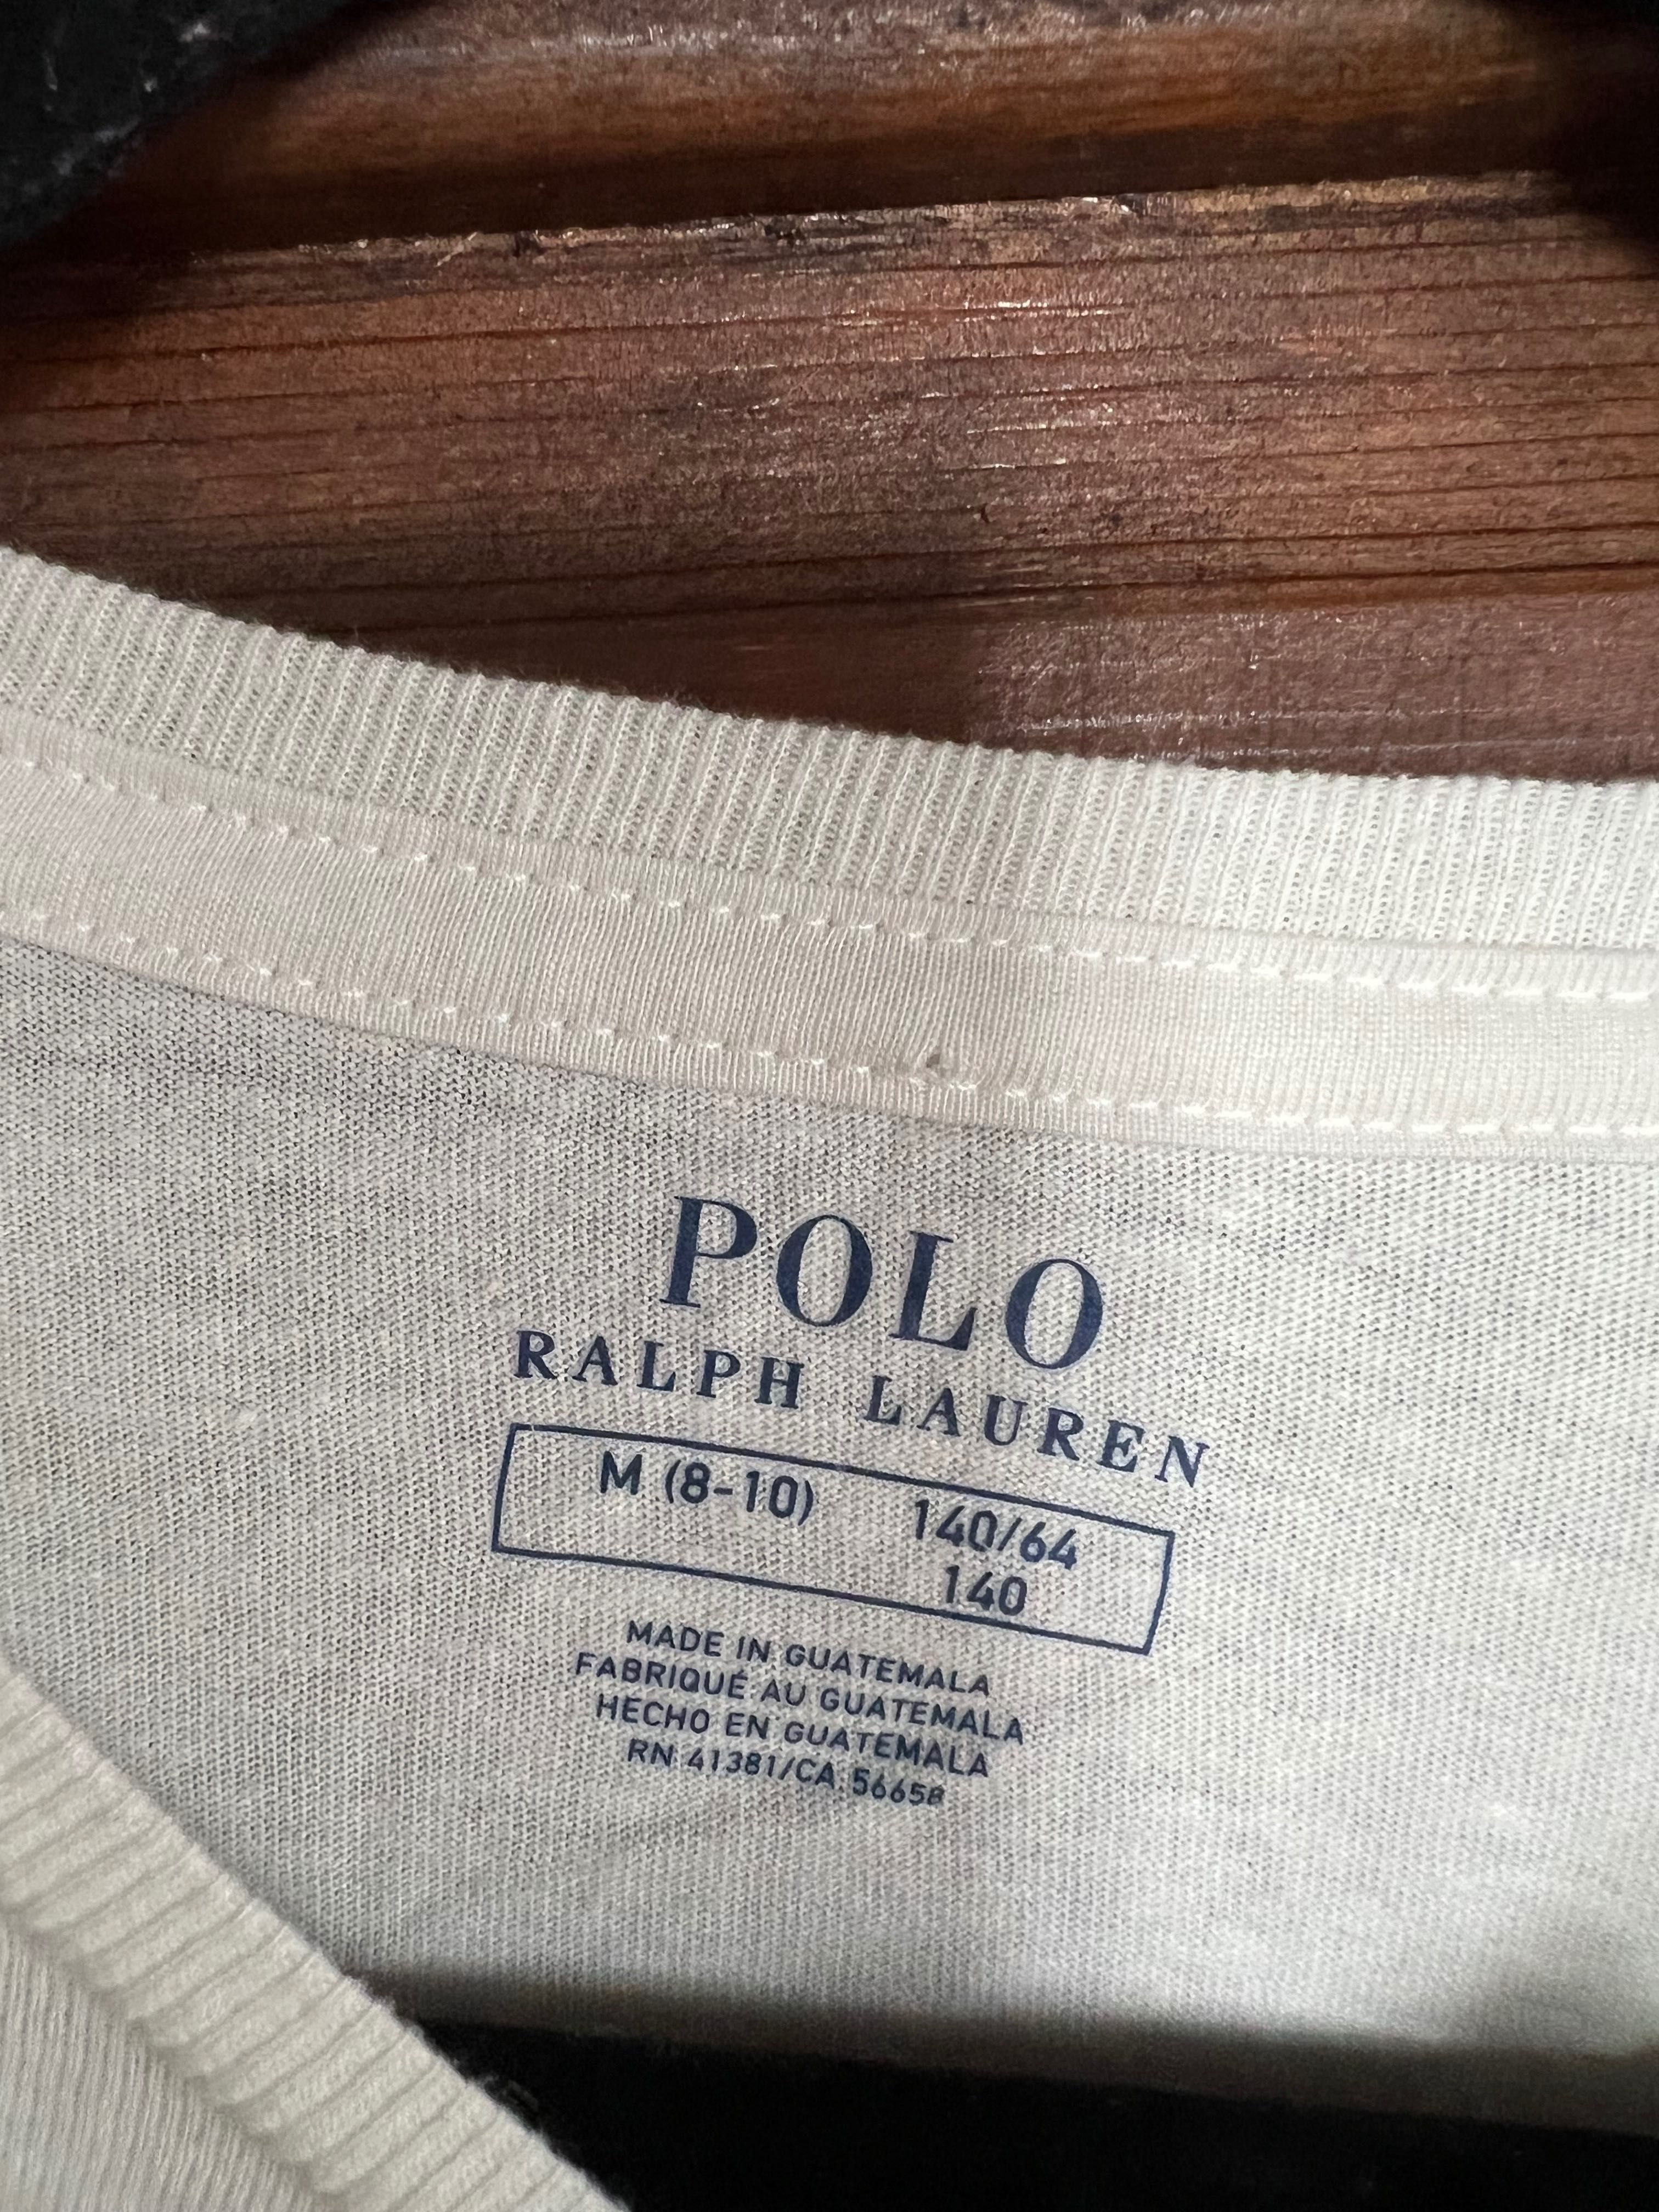 POLO
RALPH LAUREN
M (8-10) 140/64
140
MADE IN GUATEMALA
FABRIQUÉ AU GUATEMALA
HECHO EN GUATEMALA
RN 41381/CA 56658